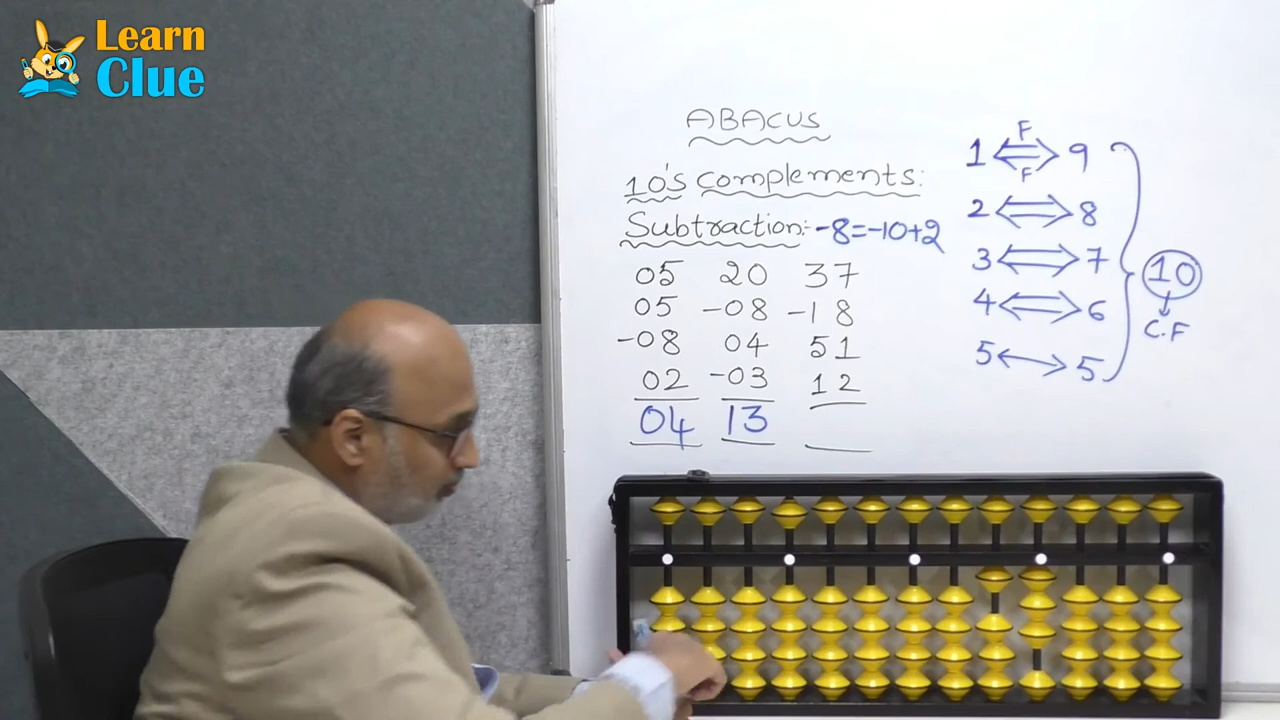 Learn
Clue
ABACUS
10's complements:
Subtraction:- -8=-10+2
05 20 37
05 -08 -18
-08 04 51
02 -03 12
04 13
F
1 9
F
2 8
3 7
4 6
5 5
10
C.F